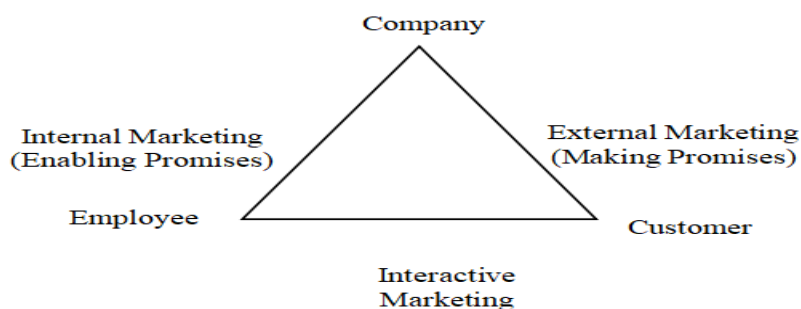 Company
Internal Marketing
(Enabling Promises)
External Marketing
(Making Promises)
Employee
Customer
Interactive
Marketing